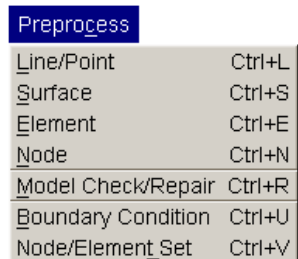 Preprocess
Line/Point Ctrl+L
Surface Ctrl+S
Element Ctrl+E
Node Ctrl+N
Model Check/Repair Ctrl+R
Boundary Condition Ctrl+U
Node/Element Set Ctrl+V